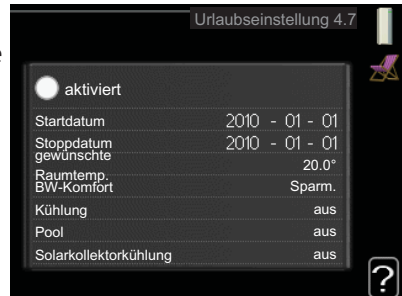 Urlaubseinstellung 4.7
e
aktiviert
Startdatum 2010 - 01 - 01
Stoppdatum 2010 - 01 - 01
gewünschte
Raumtemp. 20.0°
BW-Komfort Sparm.
Kühlung aus
Pool aus
Solarkollektorkühlung aus
?